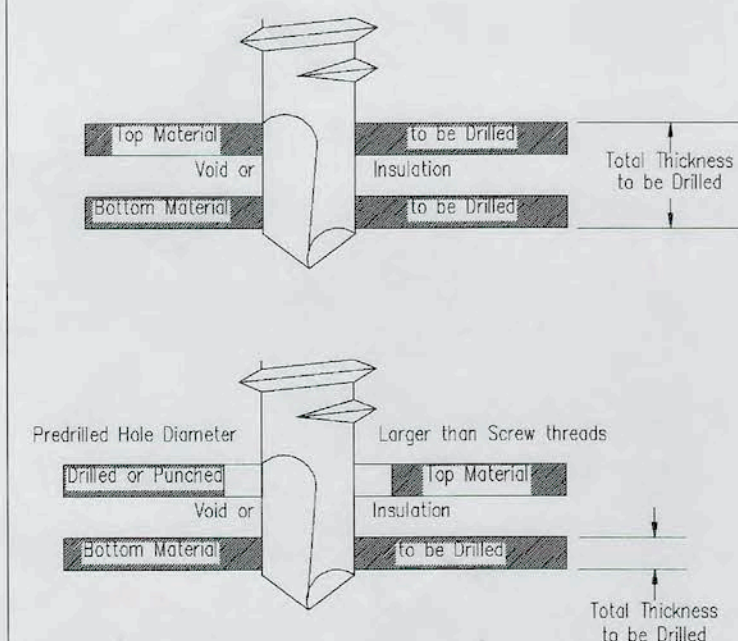 Top Material to be Drilled
Void or Insulation
Bottom Material to be Drilled
Total Thickness
to be Drilled
Predrilled Hole Diameter Larger than Screw threads
Drilled or Punched Top Material
Void or Insulation
Bottom Material to be Drilled
Total Thickness
to be Drilled